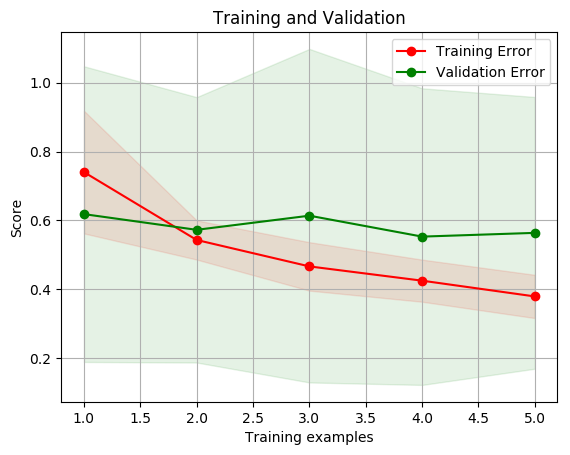 Training and Validation
Training Error
Validation Error
Score
1.0
0.8
0.6
0.4
0.2
1.0 1.5 2.0 2.5 3.0 3.5 4.0 4.5 5.0
Training examples